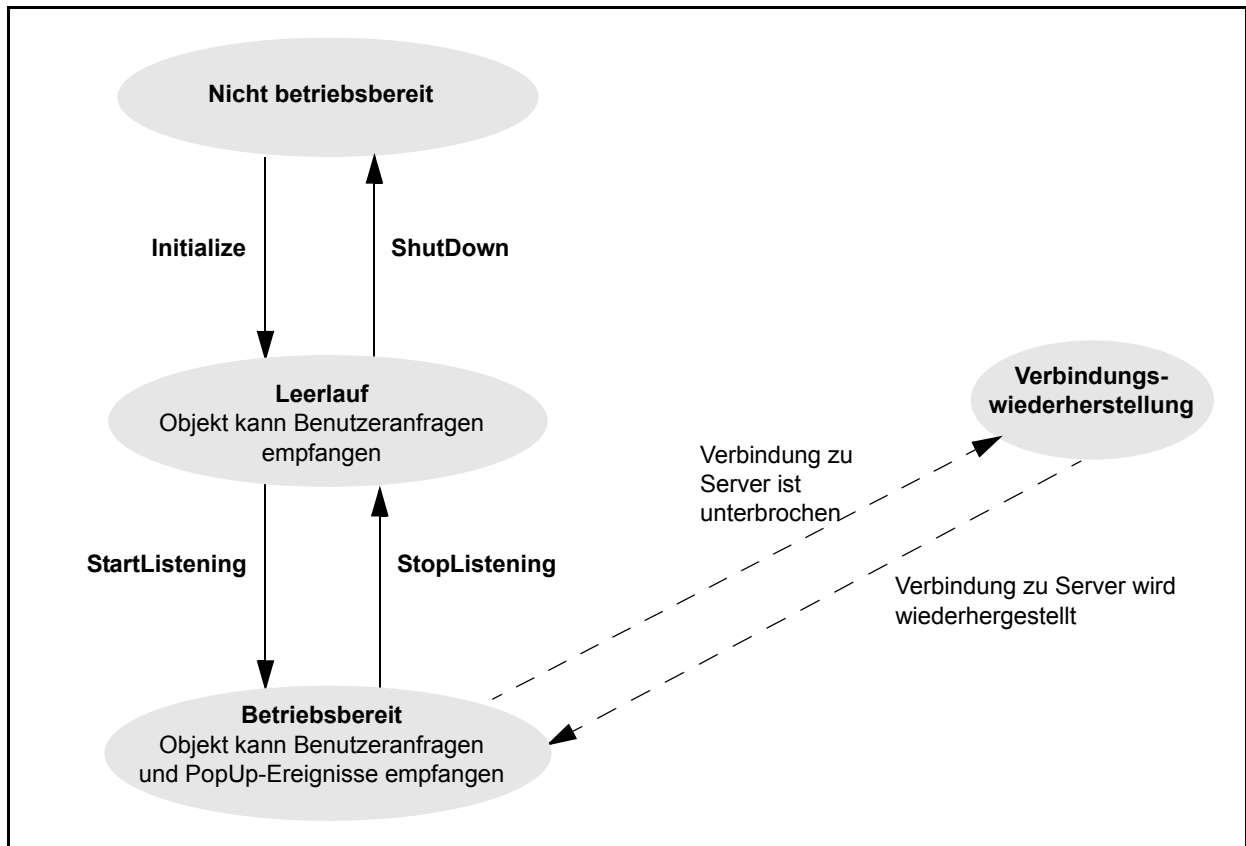 Nicht betriebsbereit
Initialize
ShutDown
Leerlauf
Objekt kann Benutzeranfragen
empfangen
Verbindungs-
wiederherstellung
Verbindung zu
Server ist
unterbrochen
StartListening
StopListening
Verbindung zu Server wird
wiederhergestellt
Betriebsbereit
Objekt kann Benutzeranfragen
und PopUp-Ereignisse empfangen